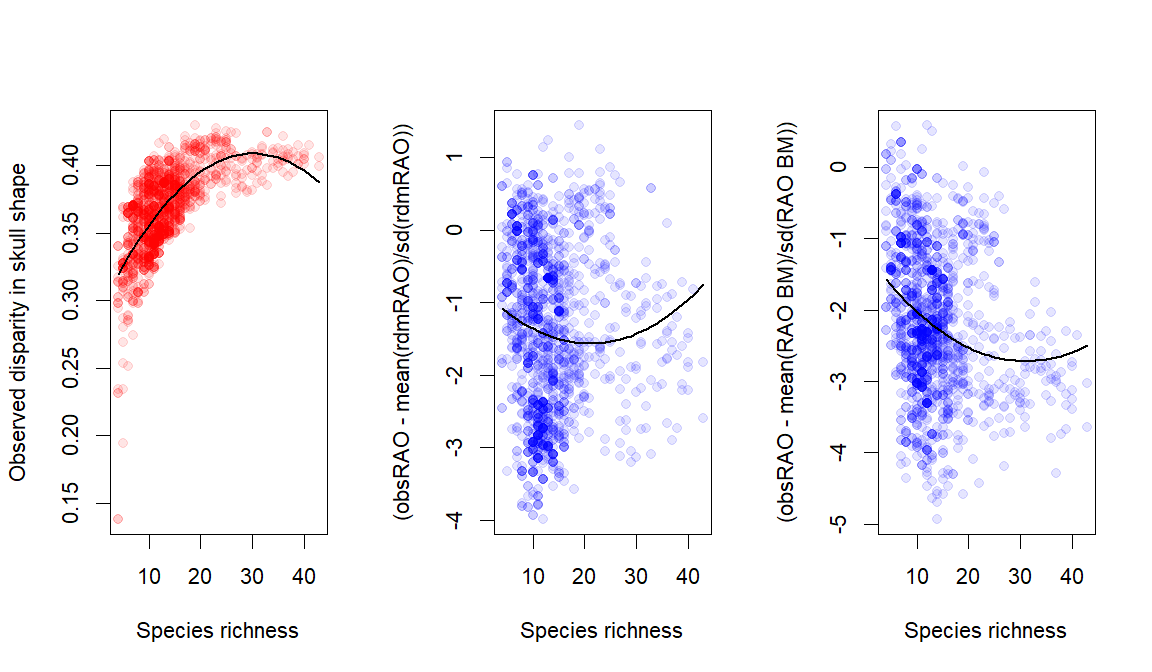 Observed disparity in skull shape
0.40
0.35
0.30
0.25
0.20
0.15
10 20 30 40
Species richness
(obsRAO - mean(rdmRAO)/sd(rdmRAO))
1
0
-1
-2
-3
-4
10 20 30 40
Species richness
(obsRAO - mean(RAO BM)/sd(RAO BM))
0
-1
-2
-3
-4
-5
10 20 30 40
Species richness